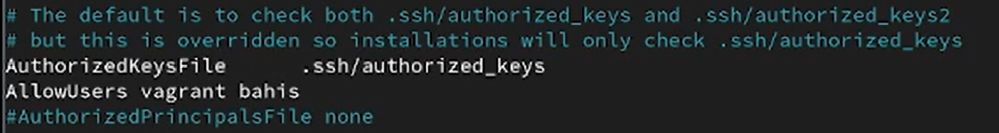 # The default is to check both .ssh/authorized_keys and .ssh/authorized_keys2
# but this is overridden so installations will only check .ssh/authorized_keys
AuthorizedKeysFile      .ssh/authorized_keys
AllowUsers vagrant bahis
#AuthorizedPrincipalsFile none